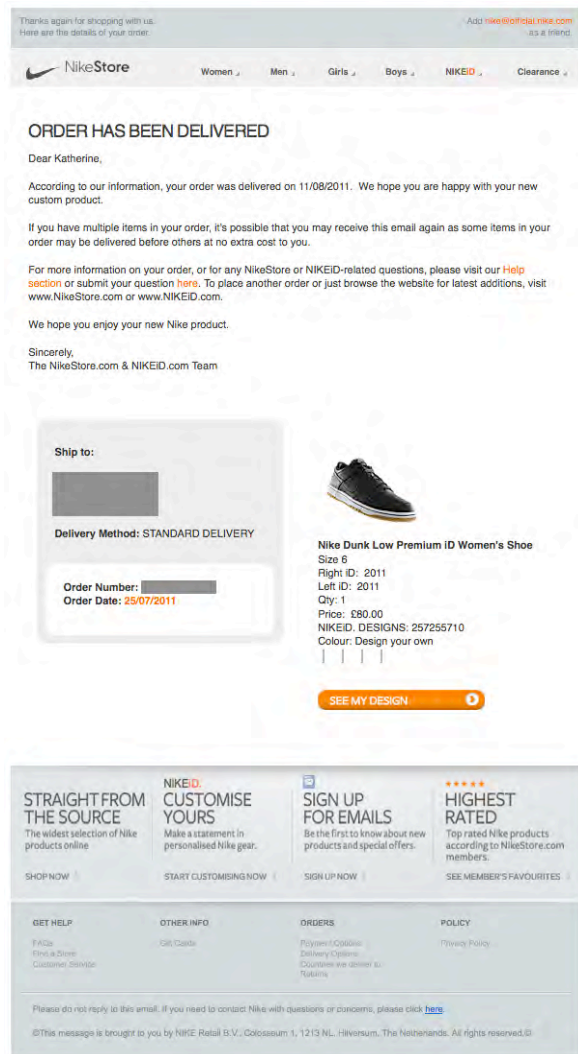 Thanks again for shopping with us.
Here are the details of your order.
Add nike@official.nike.com
as a friend.
NikeStore
Women
Men
Girls
Boys
NIKEiD
Clearance
ORDER HAS BEEN DELIVERED
Dear Katherine,
According to our information, your order was delivered on 11/08/2011. We hope you are happy with your new
custom product.
If you have multiple items in your order, it's possible that you may receive this email again as some items in your
order may be delivered before others at no extra cost to you.
For more information on your order, or for any NikeStore or NIKEiD-related questions, please visit our Help
section or submit your question here. To place another order or just browse the website for latest additions, visit
www.NikeStore.com or www.NIKEiD.com.
We hope you enjoy your new Nike product.
Sincerely,
The NikeStore.com & NIKEiD.com Team
Ship to:
Delivery Method: STANDARD DELIVERY
Order Number:
Order Date: 25/07/2011
Nike Dunk Low Premium iD Women's Shoe
Size 6
Right iD: 2011
Left iD: 2011
Qty: 1
Price: £80.00
NIKEiD. DESIGNS: 257255710
Colour: Design your own
| | | |
SEE MY DESIGN
STRAIGHT FROM
THE SOURCE
The widest selection of Nike
products online
SHOP NOW
NIKEiD.
CUSTOMISE
YOURS
Make a statement in
personalised Nike gear.
START CUSTOMISING NOW
SIGN UP
FOR EMAILS
Be the first to know about new
products and special offers.
SIGN UP NOW
HIGHEST
RATED
Top rated Nike products
according to NikeStore.com
members.
SEE MEMBER'S FAVOURITES
GET HELP
FAQs
Find a Store
Customer Service
OTHER INFO
Gift Cards
ORDERS
Payment Options
Delivery Options
Countries we deliver to
Returns
POLICY
Privacy Policy
Please do not reply to this email. If you need to contact Nike with questions or concerns, please click here.
©This message is brought to you by NIKE Retail B.V., Colosseum 1, 1213 NL, Hilversum, The Netherlands. All rights reserved.©